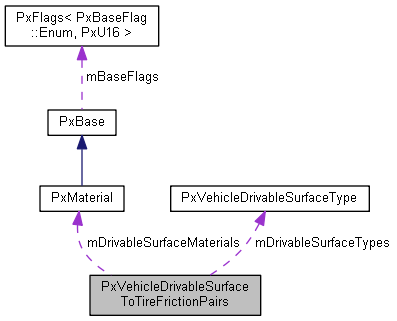 PxFlags< PxBaseFlag
::Enum, PxU16 >
mBaseFlags
PxBase
PxMaterial
PxVehicleDrivableSurfaceType
mDrivableSurfaceMaterials
mDrivableSurfaceTypes
PxVehicleDrivableSurface
ToTireFrictionPairs